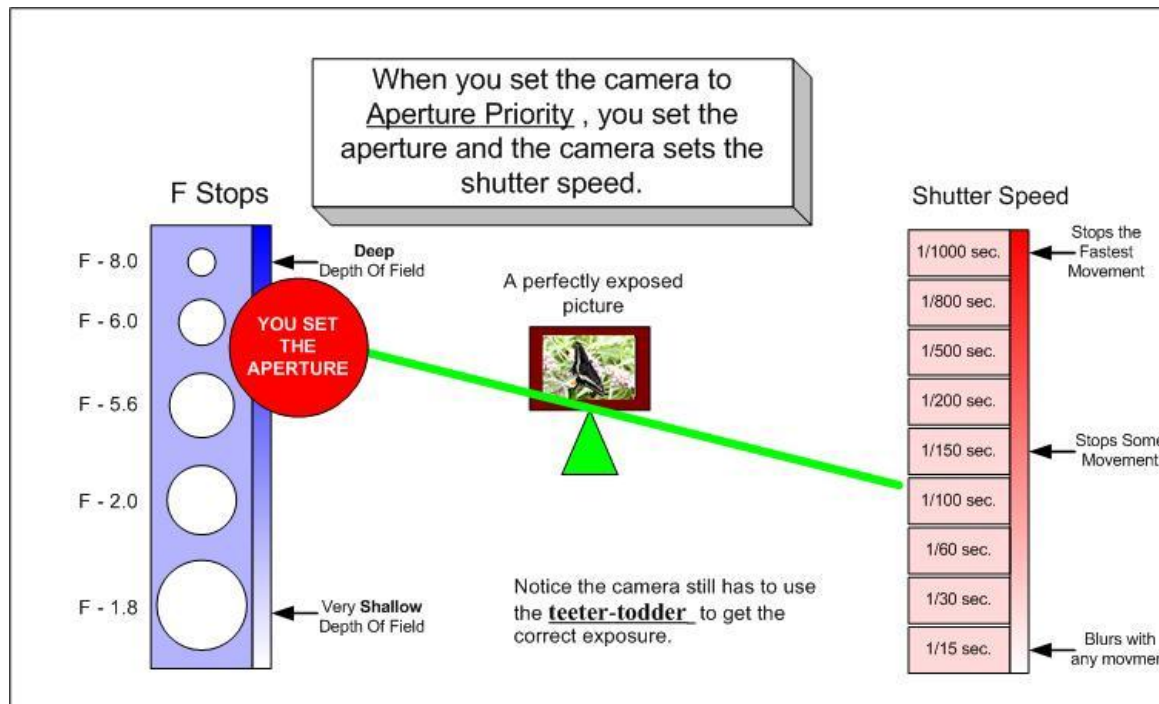 When you set the camera to
Aperture Priority , you set the
aperture and the camera sets the
shutter speed.
F Stops
F - 8.0
F - 6.0
F - 5.6
F - 2.0
F - 1.8
Deep
Depth Of Field
YOU SET
THE
APERTURE
Very Shallow
Depth Of Field
A perfectly exposed
picture
Notice the camera still has to use
the teeter-todder to get the
correct exposure.
Shutter Speed
1/1000 sec.
1/800 sec.
1/500 sec.
1/200 sec.
1/150 sec.
1/100 sec.
1/60 sec.
1/30 sec.
1/15 sec.
Stops the
Fastest
Movement
Stops Some
Movement
Blurs with
any movmen